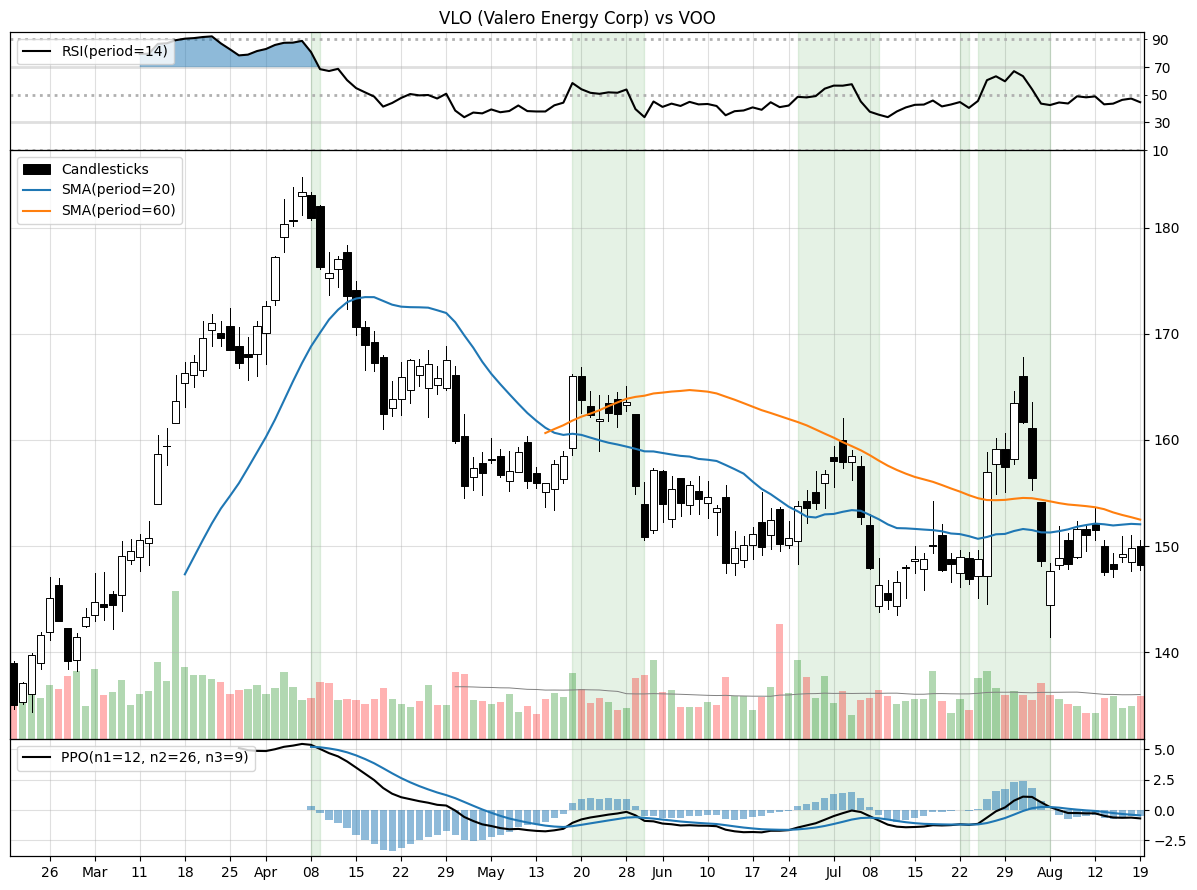 VLO (Valero Energy Corp) vs VOO
RSI(period=14)
90
70
50
30
10
Candlesticks
SMA(period=20)
SMA(period=60)
180
170
160
150
140
PPO(n1=12, n2=26, n3=9)
5.0
2.5
0.0
−2.5
26 Mar 11 18 25 Apr 08 15 22 29 May 13 20 28 Jun 10 17 24 Jul 08 15 22 29 Aug 12 19